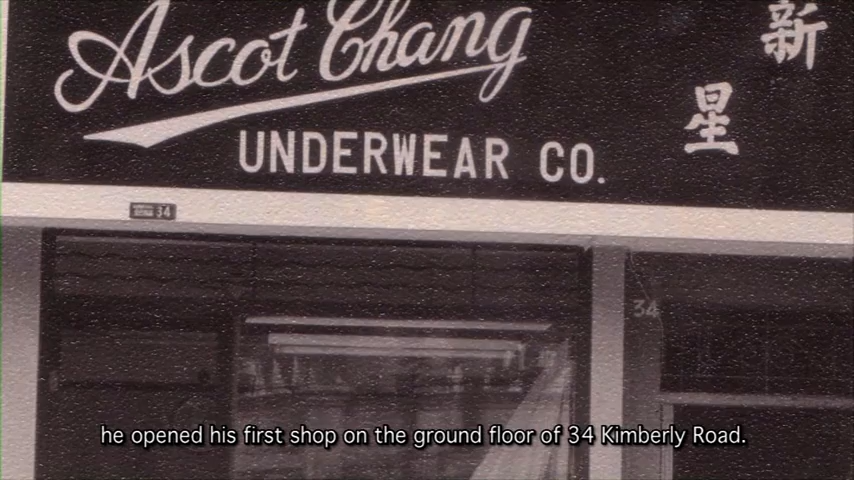 Ascot Chang
新
星
UNDERWEAR CO.
34
34
he opened his first shop on the ground floor of 34 Kimberly Road.